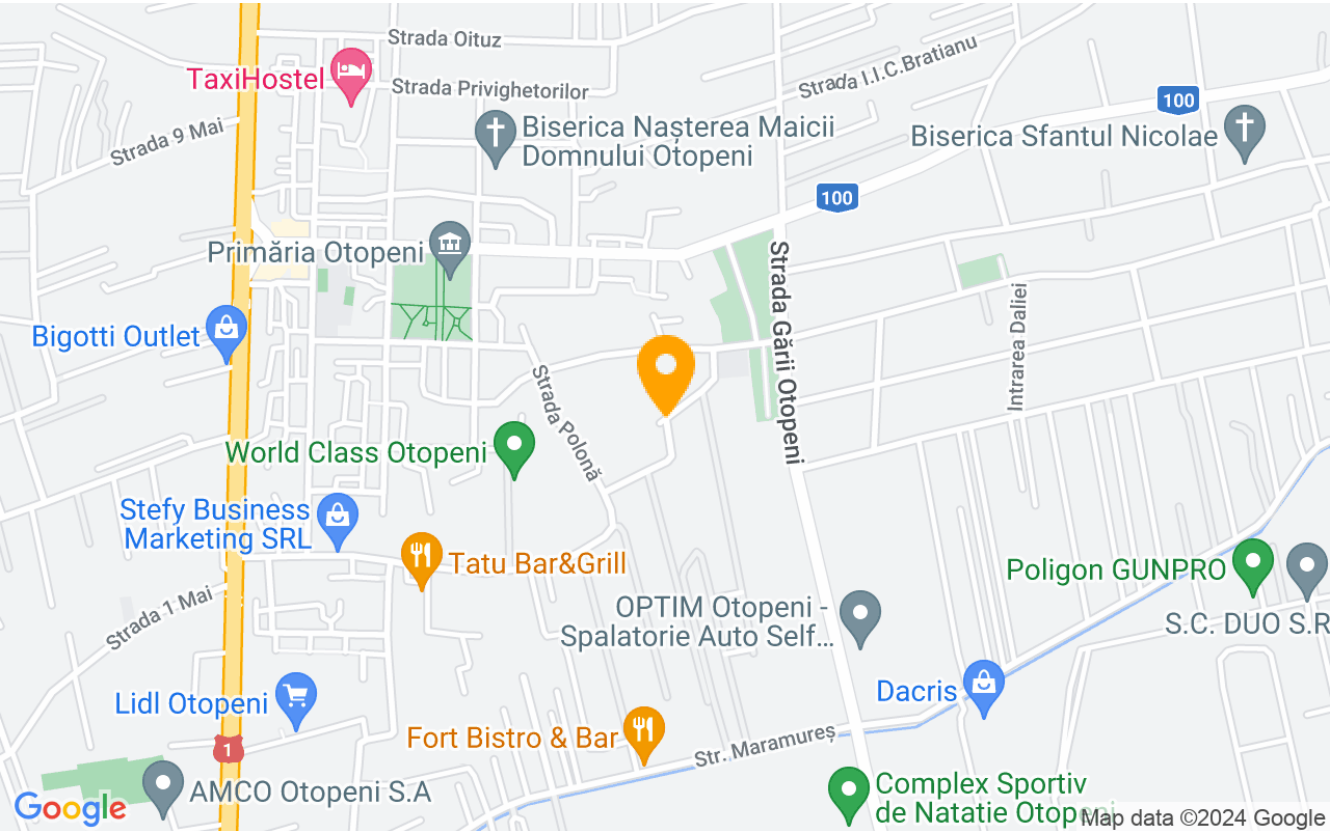 Strada Oituz
Strada I.I.C.Bratianu
TaxiHostel
Strada Privighetorilor
100
Strada 9 Mai
Biserica Nașterea Maicii
Domnului Otopeni
Biserica Sfantul Nicolae
100
Primăria Otopeni
Strada Gării Otopeni
Intrarea Daliei
Bigotti Outlet
Strada Polonă
World Class Otopeni
Stefy Business
Marketing SRL
Tatu Bar&Grill
Poligon GUNPRO
Strada 1 Mai
OPTIM Otopeni -
Spalatorie Auto Self...
S.C. DUO S.R
Lidl Otopeni
Dacris
Fort Bistro & Bar
Str. Maramureș
1
AMCO Otopeni S.A
Complex Sportiv
de Natatie Otopeni
Google
Map data ©2024 Google